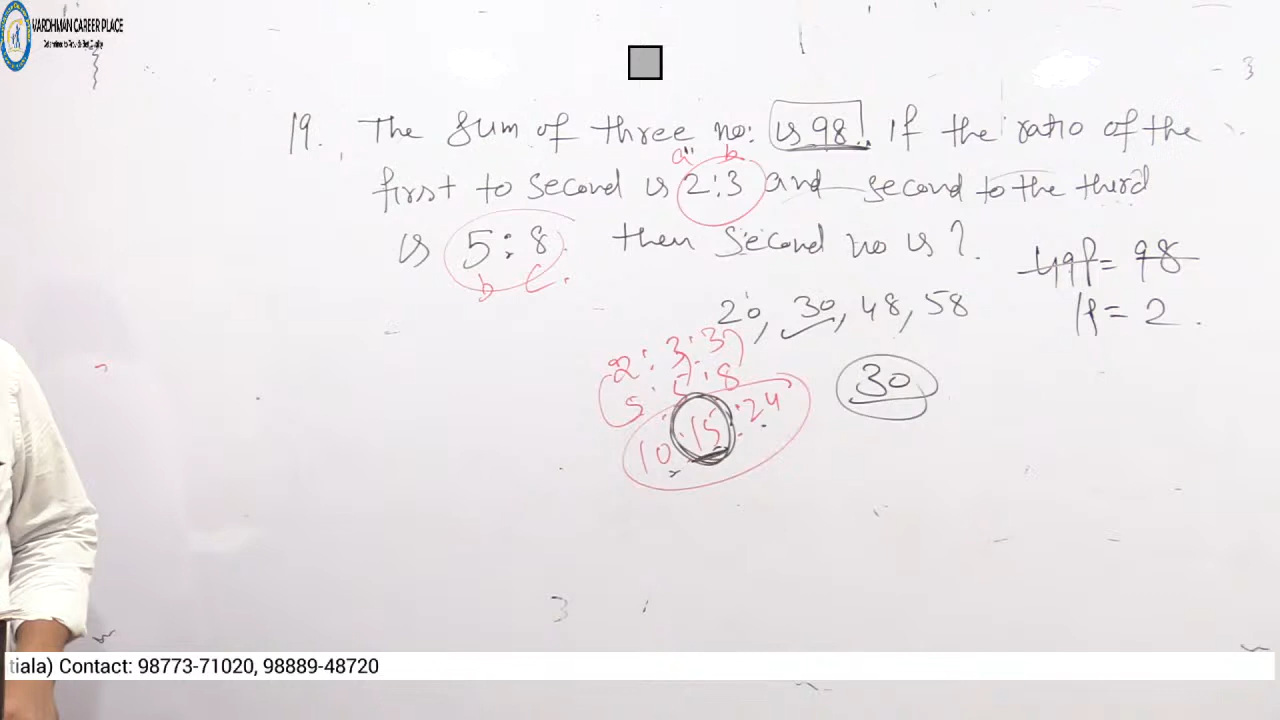 VARDHMAN CAREER PLACE
19. The sum of three no: is 98. If the ratio of the
a b
first to second is 2:3 and second to the third
is 5:8 then second no is ?
b c
49P = 98
1P = 2
20, 30, 48, 58
2 : 3 : 3
5 : 5 : 8
10 : 15 : 24
30
tiala) Contact: 98773-71020, 98889-48720